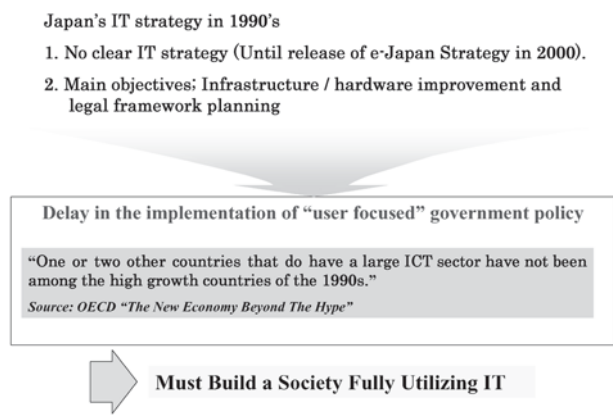 Japan's IT strategy in 1990's
1. No clear IT strategy (Until release of e-Japan Strategy in 2000).
2. Main objectives; Infrastructure / hardware improvement and
legal framework planning
Delay in the implementation of “user focused” government policy
“One or two other countries that do have a large ICT sector have not been
among the high growth countries of the 1990s.”
Source: OECD “The New Economy Beyond The Hype”
Must Build a Society Fully Utilizing IT